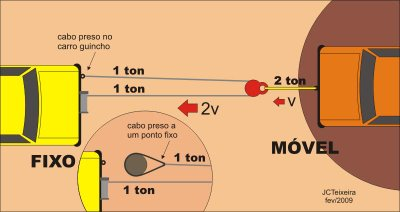 cabo preso no
carro guincho
1 ton
1 ton
2 ton
2v
v
cabo preso a
um ponto fixo
1 ton
1 ton
FIXO
MÓVEL
JCTeixeira
fev/2009